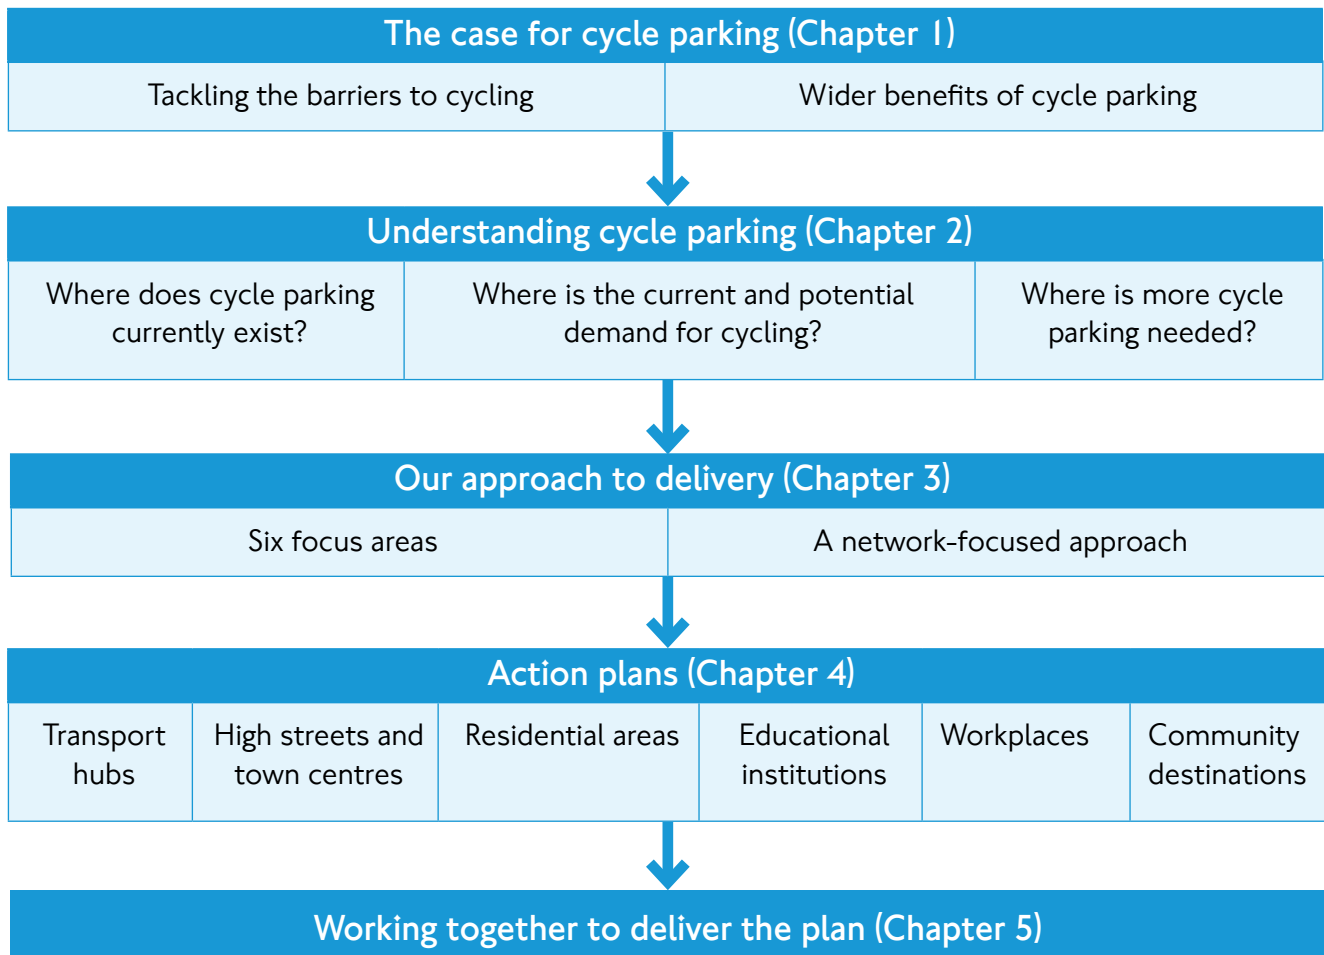 The case for cycle parking (Chapter 1)
Tackling the barriers to cycling
Wider benefits of cycle parking
Understanding cycle parking (Chapter 2)
Where does cycle parking
currently exist?
Where is the current and potential
demand for cycling?
Where is more cycle
parking needed?
Our approach to delivery (Chapter 3)
Six focus areas
A network-focused approach
Action plans (Chapter 4)
Transport
hubs
High streets and
town centres
Residential areas
Educational
institutions
Workplaces
Community
destinations
Working together to deliver the plan (Chapter 5)